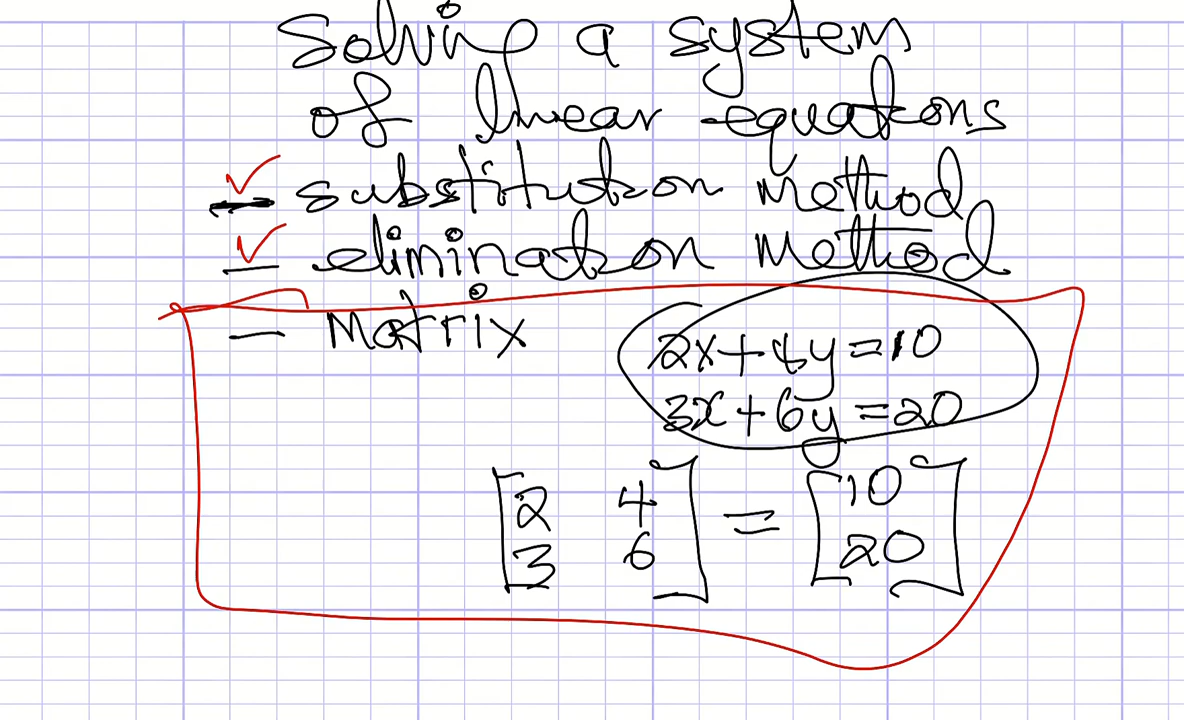 Solving a system
of linear equations
- substitution method
- elimination method
- Matrix
2x+4y=10
3x+6y=20
[2 4] = [10]
[3 6] [20]